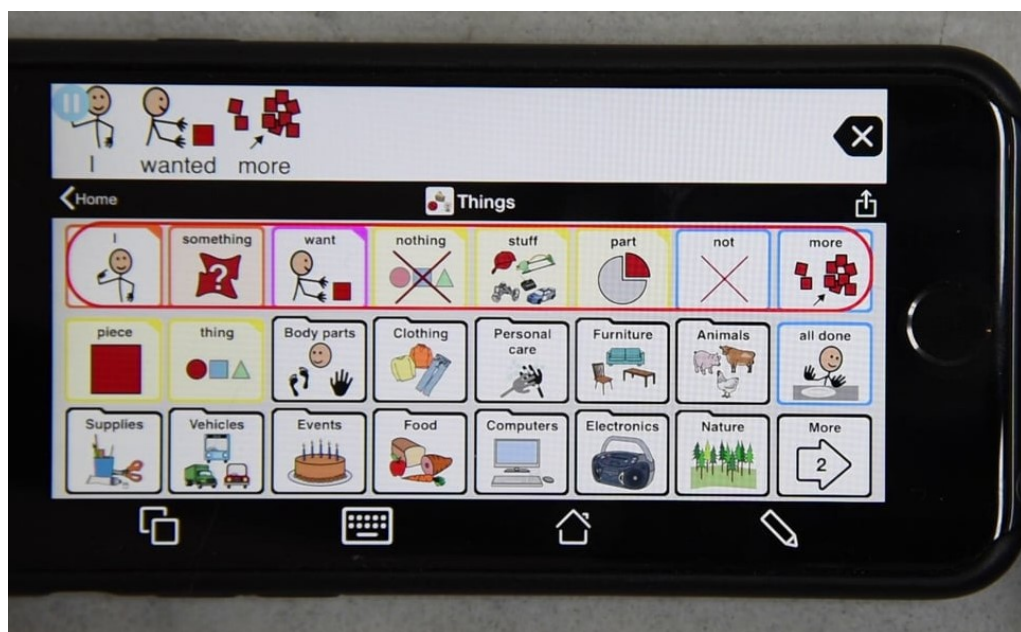 I wanted more
Home Things
I something want nothing stuff part not more
piece thing Body parts Clothing Personal care Furniture Animals all done
Supplies Vehicles Events Food Computers Electronics Nature More
2